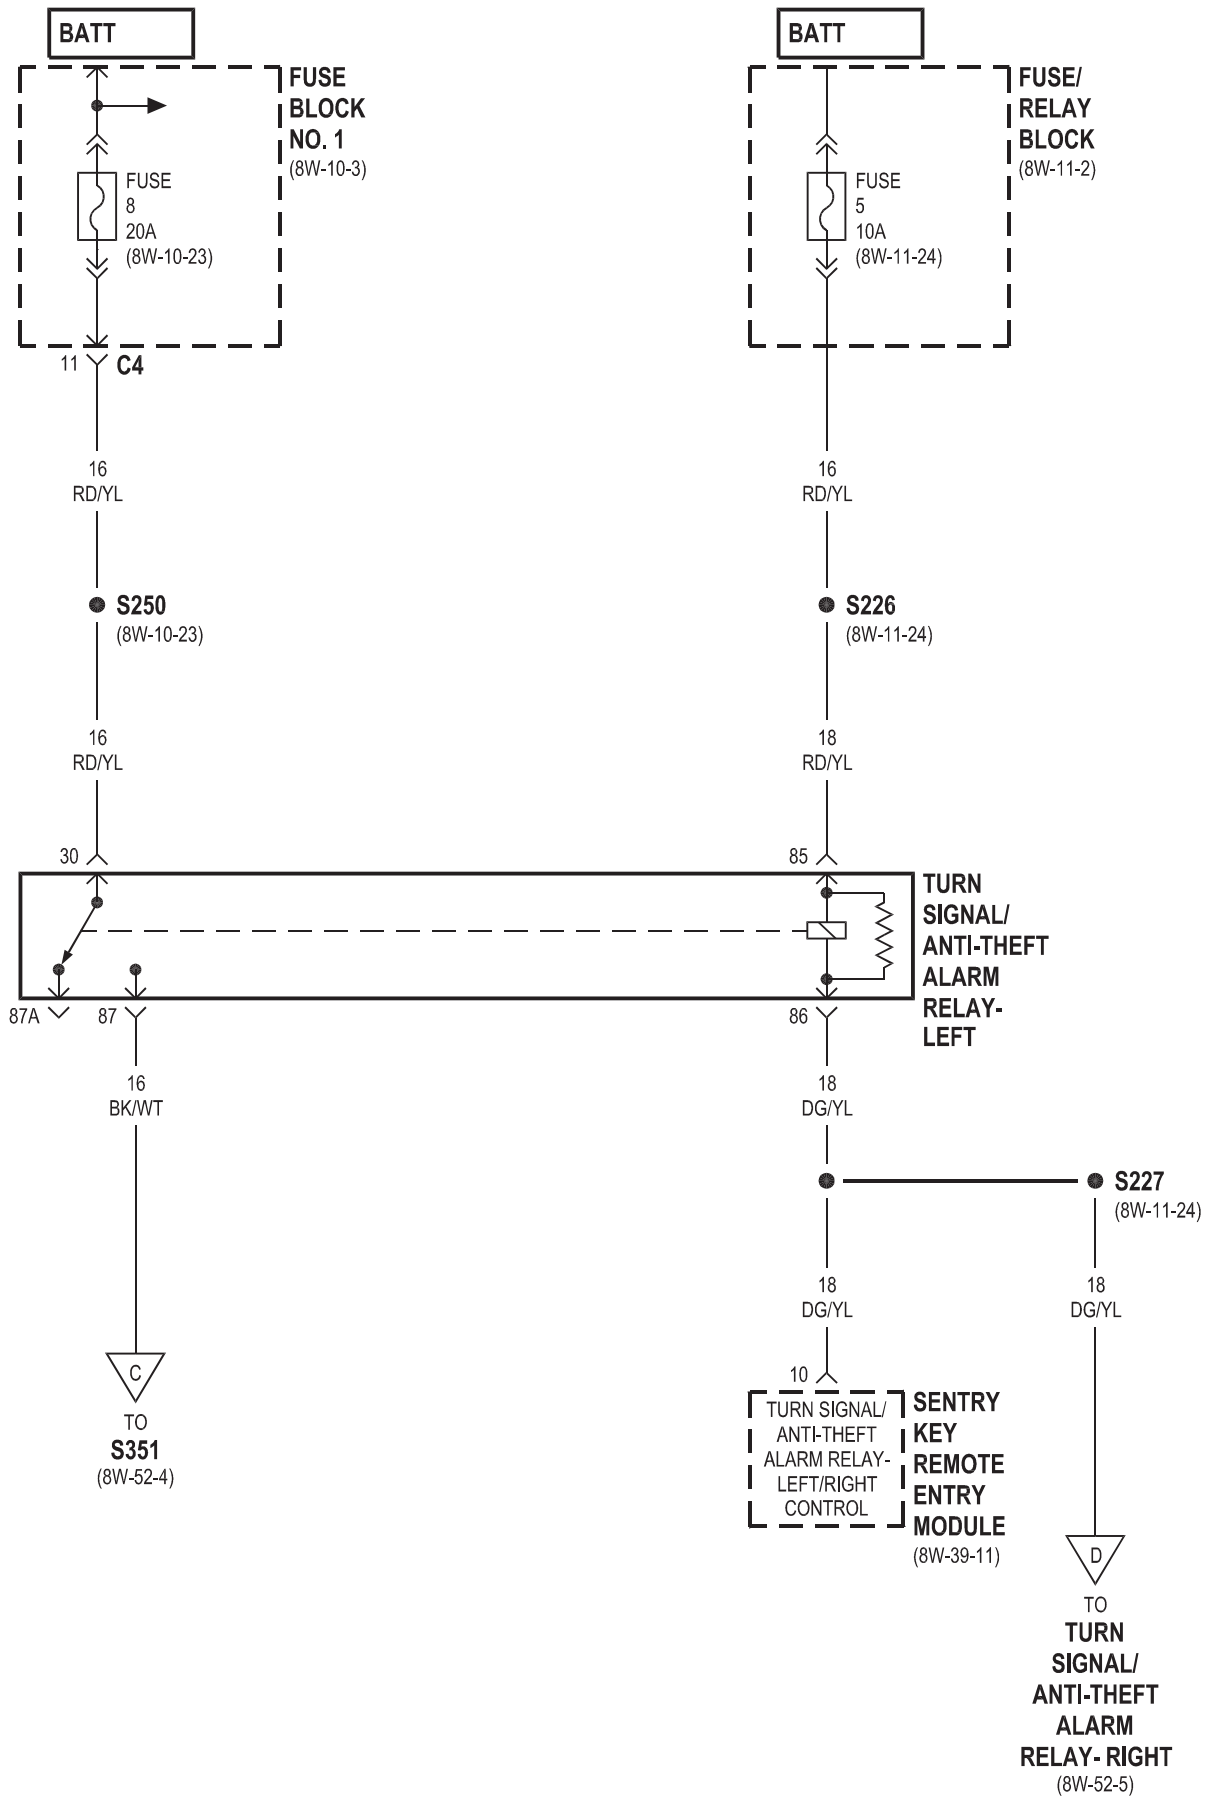 BATT
BATT
FUSE
BLOCK
NO. 1
(8W-10-3)
FUSE/
RELAY
BLOCK
(8W-11-2)
FUSE
8
20A
(8W-10-23)
FUSE
5
10A
(8W-11-24)
11
C4
16
RD/YL
16
RD/YL
S250
(8W-10-23)
S226
(8W-11-24)
16
RD/YL
18
RD/YL
30
85
TURN
SIGNAL/
ANTI-THEFT
ALARM
RELAY-
LEFT
87A
87
86
16
BK/WT
18
DG/YL
S227
(8W-11-24)
18
DG/YL
18
DG/YL
C
TO
S351
(8W-52-4)
10
TURN SIGNAL/
ANTI-THEFT
ALARM RELAY-
LEFT/RIGHT
CONTROL
SENTRY
KEY
REMOTE
ENTRY
MODULE
(8W-39-11)
D
TO
TURN
SIGNAL/
ANTI-THEFT
ALARM
RELAY- RIGHT
(8W-52-5)